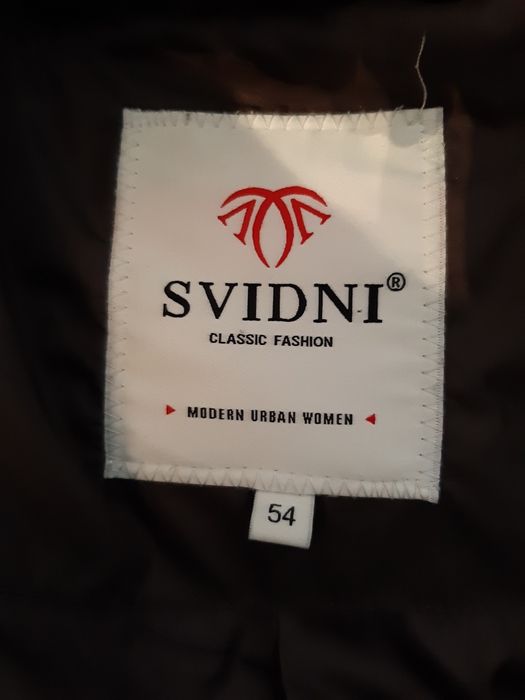 SVIDNI®
CLASSIC FASHION
MODERN URBAN WOMEN
54